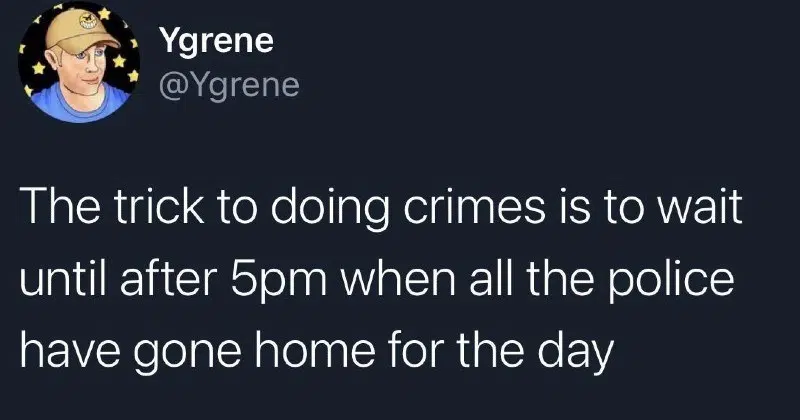 Ygrene
@Ygrene
The trick to doing crimes is to wait
until after 5pm when all the police
have gone home for the day